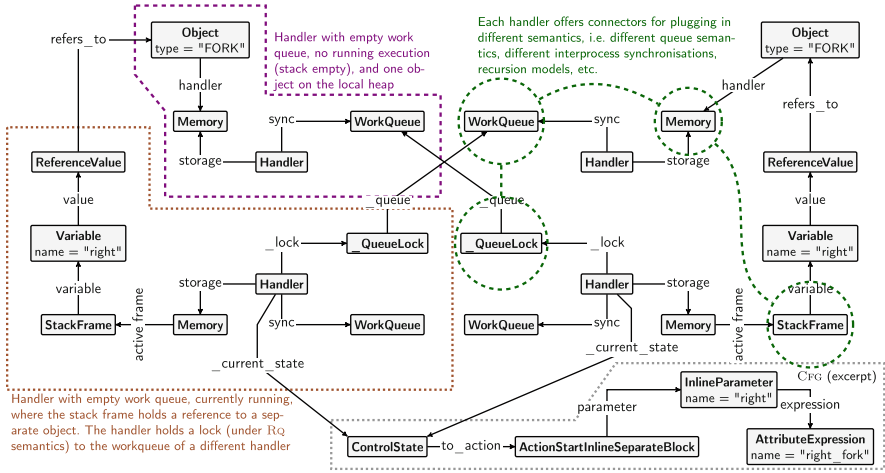 Object
type = "FORK"
refers_to
Handler with empty work
queue, no running execution
(stack empty), and one ob-
ject on the local heap
Each handler offers connectors for plugging in
different semantics, i.e. different queue seman-
tics, different interprocess synchronisations,
recursion models, etc.
Object
type = "FORK"
handler
handler
refers_to
Memory
sync
WorkQueue
WorkQueue
sync
Memory
storage
Handler
Handler
storage
ReferenceValue
ReferenceValue
value
_queue
_queue
value
Variable
name = "right"
_lock
_QueueLock
_QueueLock
_lock
Variable
name = "right"
variable
storage
Handler
Handler
storage
variable
StackFrame
active frame
Memory
sync
WorkQueue
WorkQueue
sync
Memory
active frame
StackFrame
_current_state
_current_state
Handler with empty work queue, currently running,
where the stack frame holds a reference to a sep-
arate object. The handler holds a lock (under RQ
semantics) to the workqueue of a different handler
CFG (excerpt)
InlineParameter
name = "right"
parameter
expression
ControlState
to_action
ActionStartInlineSeparateBlock
AttributeExpression
name = "right_fork"